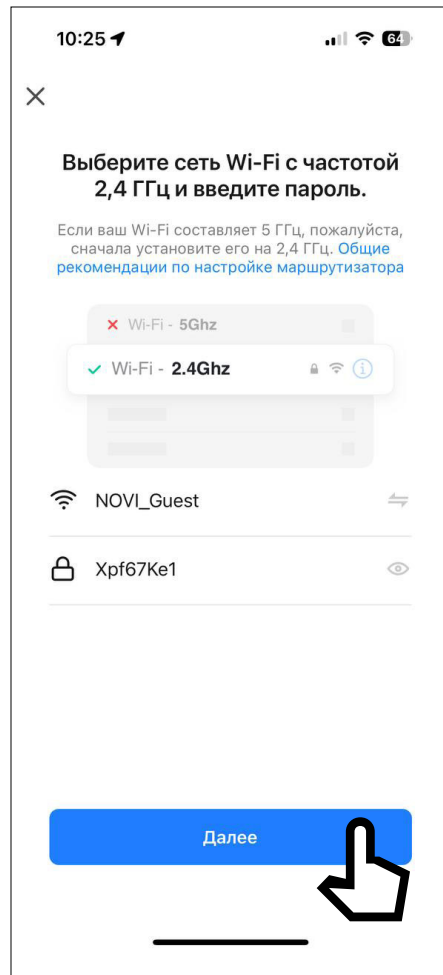 10:25
64
Выберите сеть Wi-Fi с частотой
2,4 ГГц и введите пароль.
Если ваш Wi-Fi составляет 5 ГГц, пожалуйста,
сначала установите его на 2,4 ГГц. Общие
рекомендации по настройке маршрутизатора
Wi-Fi - 5Ghz
Wi-Fi - 2.4Ghz
NOVI_Guest
Xpf67Ke1
Далее